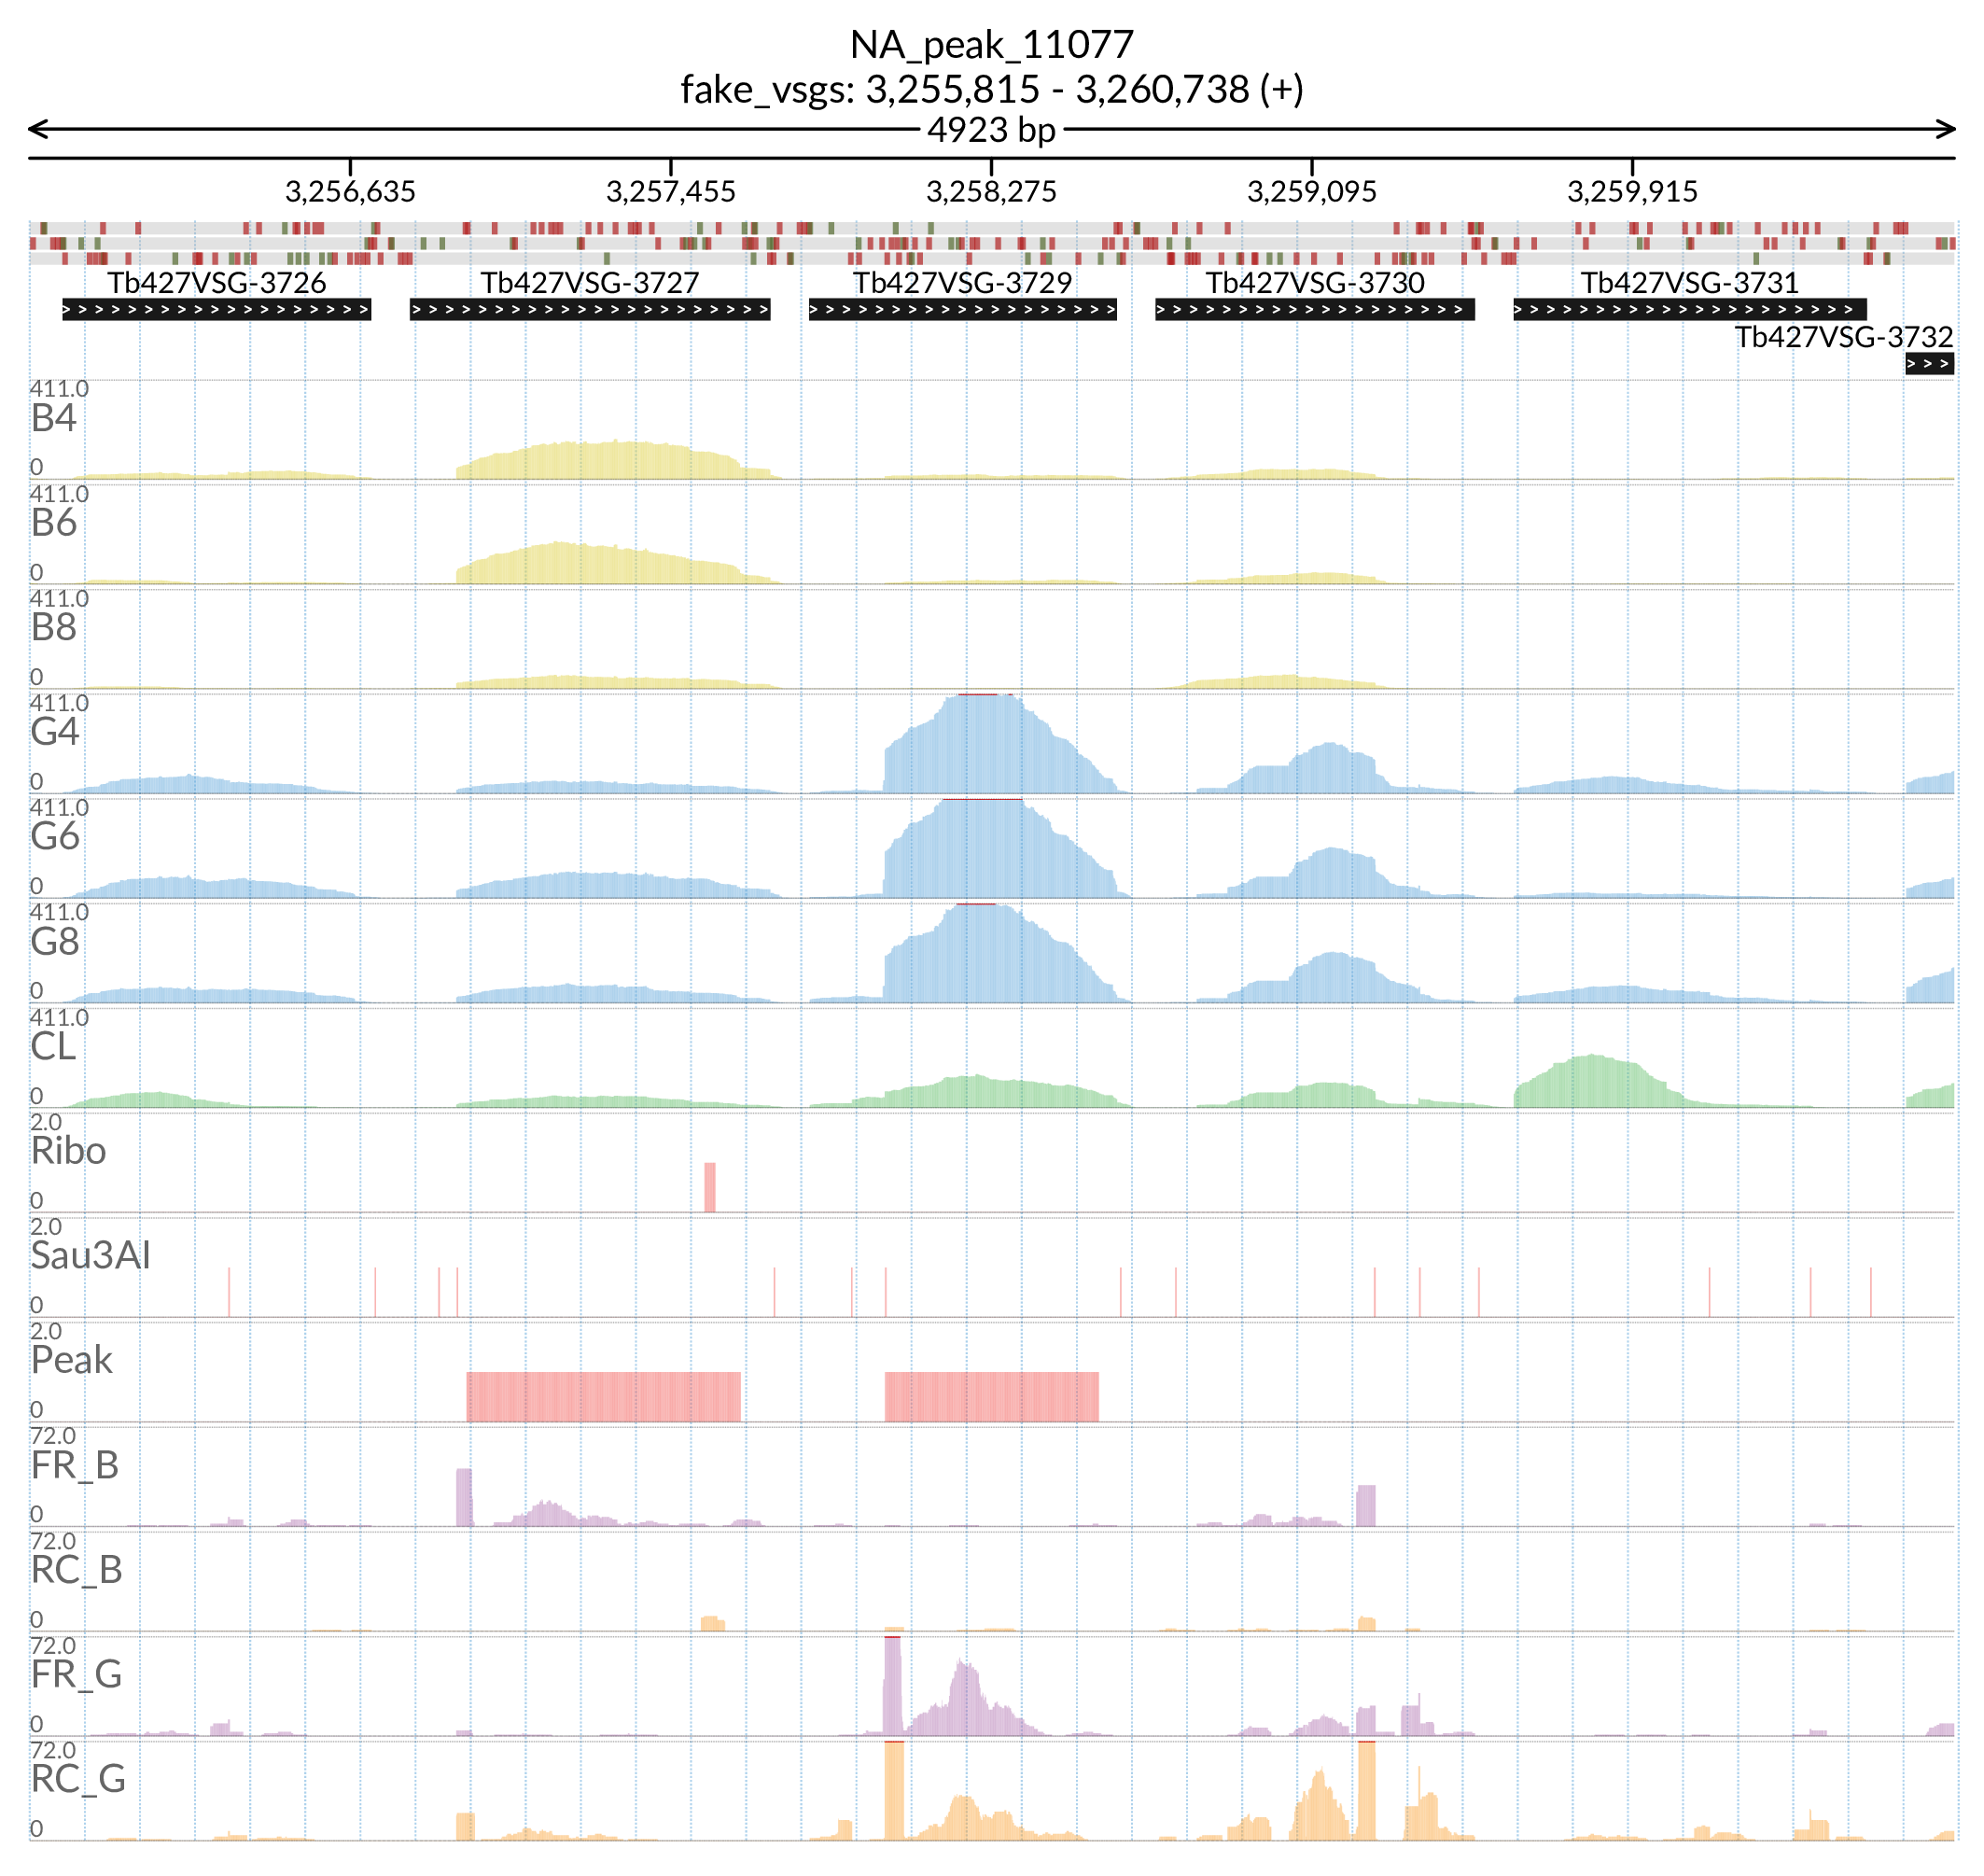 NA_peak_11077
fake_vsgs: 3,255,815 - 3,260,738 (+)
4923 bp
3,256,635 3,257,455 3,258,275 3,259,095 3,259,915
Tb427VSG-3726 Tb427VSG-3727 Tb427VSG-3729 Tb427VSG-3730 Tb427VSG-3731
Tb427VSG-3732
411.0
B4
0
411.0
B6
0
411.0
B8
0
411.0
G4
0
411.0
G6
0
411.0
G8
0
411.0
CL
0
2.0
Ribo
0
2.0
Sau3AI
0
2.0
Peak
0
72.0
FR_B
0
72.0
RC_B
0
72.0
FR_G
0
72.0
RC_G
0